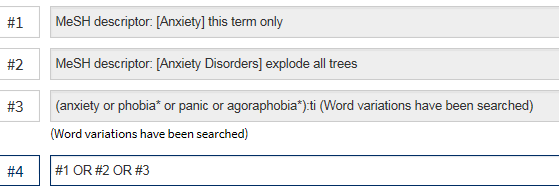 #1 MeSH descriptor: [Anxiety] this term only
#2 MeSH descriptor: [Anxiety Disorders] explode all trees
#3 (anxiety or phobia* or panic or agoraphobia*):ti (Word variations have been searched)
(Word variations have been searched)
#4 #1 OR #2 OR #3